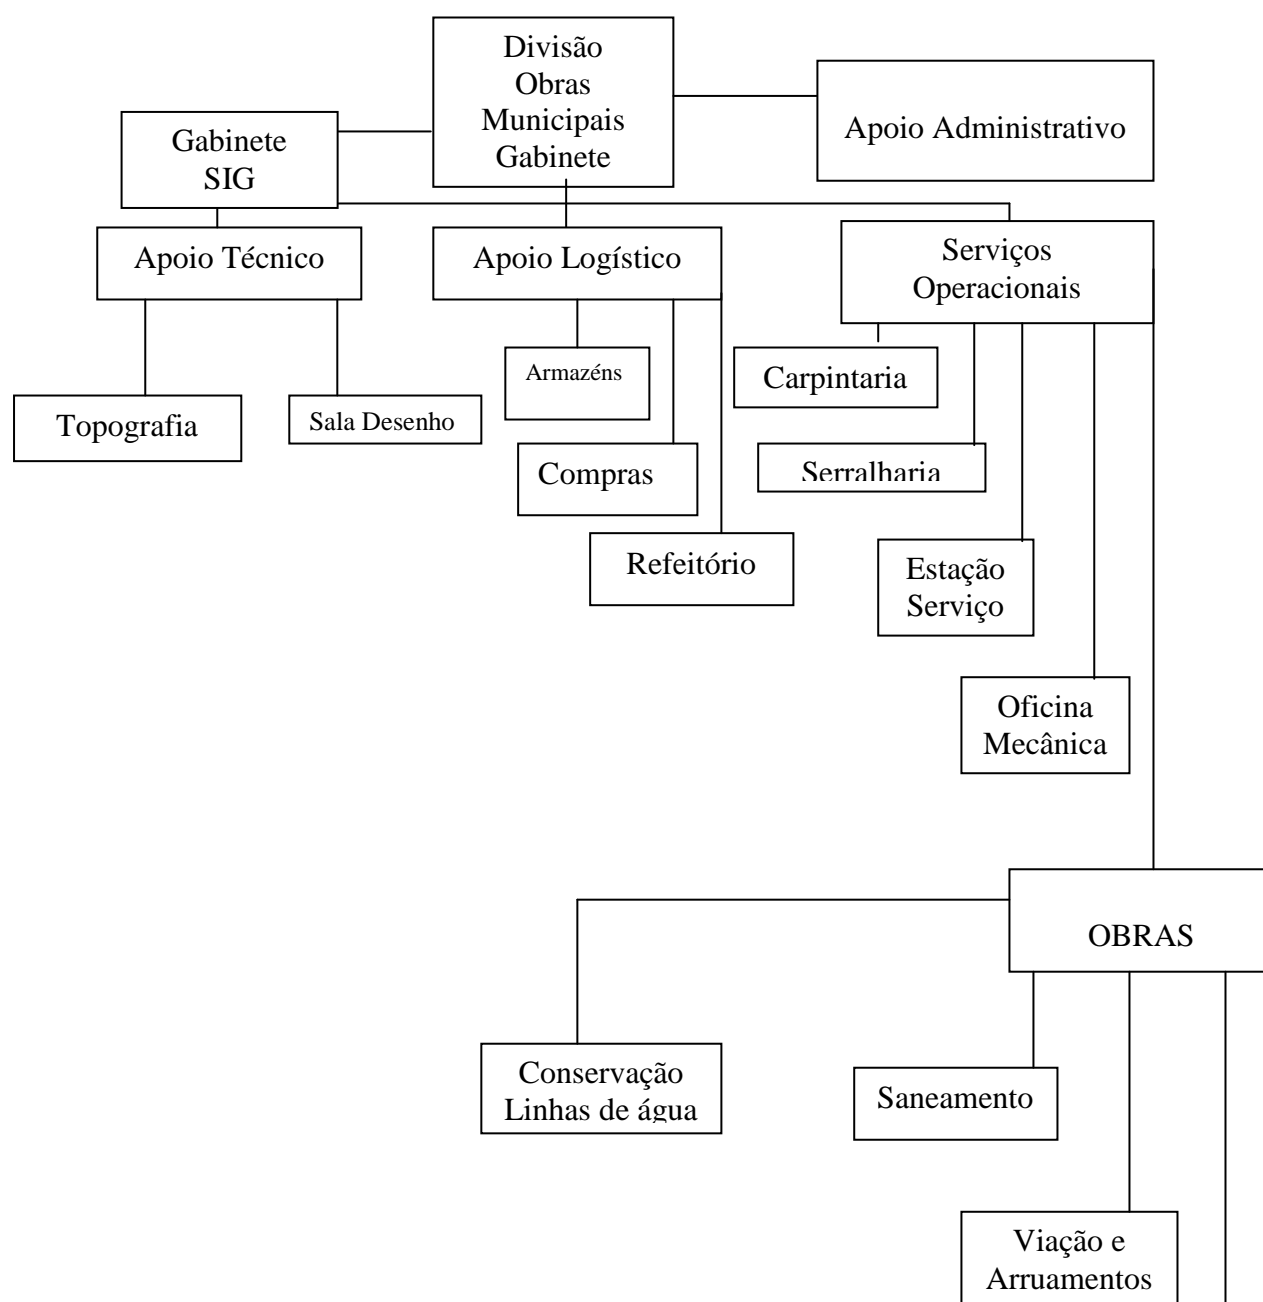 Divisão
Obras
Municipais
Gabinete
Apoio Administrativo
Gabinete
SIG
Apoio Técnico
Apoio Logístico
Serviços
Operacionais
Armazéns
Carpintaria
Topografia
Sala Desenho
Compras
Serralharia
Refeitório
Estação
Serviço
Oficina
Mecânica
OBRAS
Conservação
Linhas de água
Saneamento
Viação e
Arruamentos